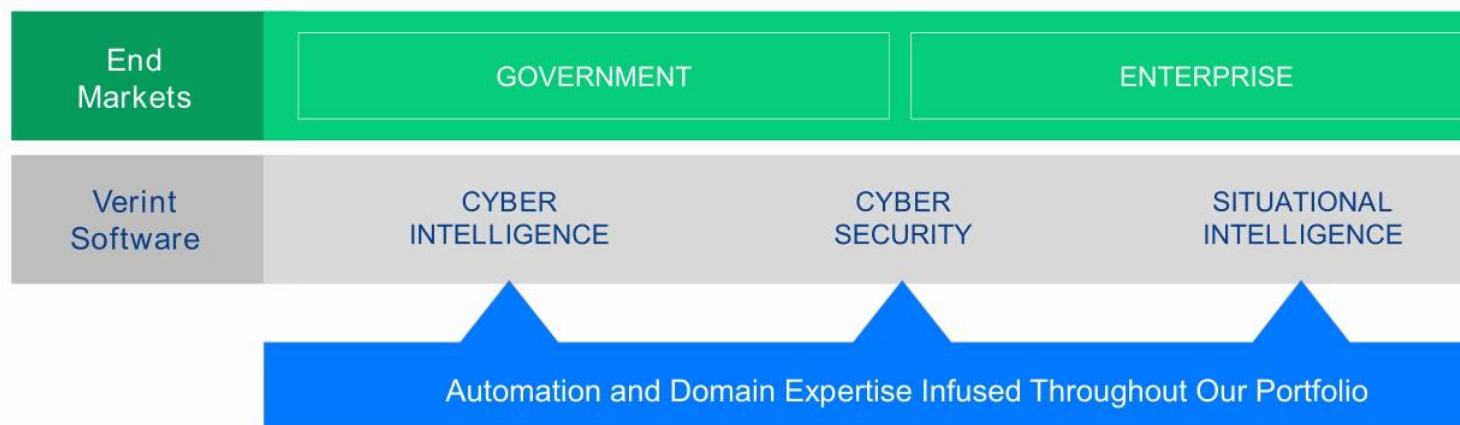 End
Markets
GOVERNMENT
ENTERPRISE
Verint
Software
CYBER
INTELLIGENCE
CYBER
SECURITY
SITUATIONAL
INTELLIGENCE
Automation and Domain Expertise Infused Throughout Our Portfolio